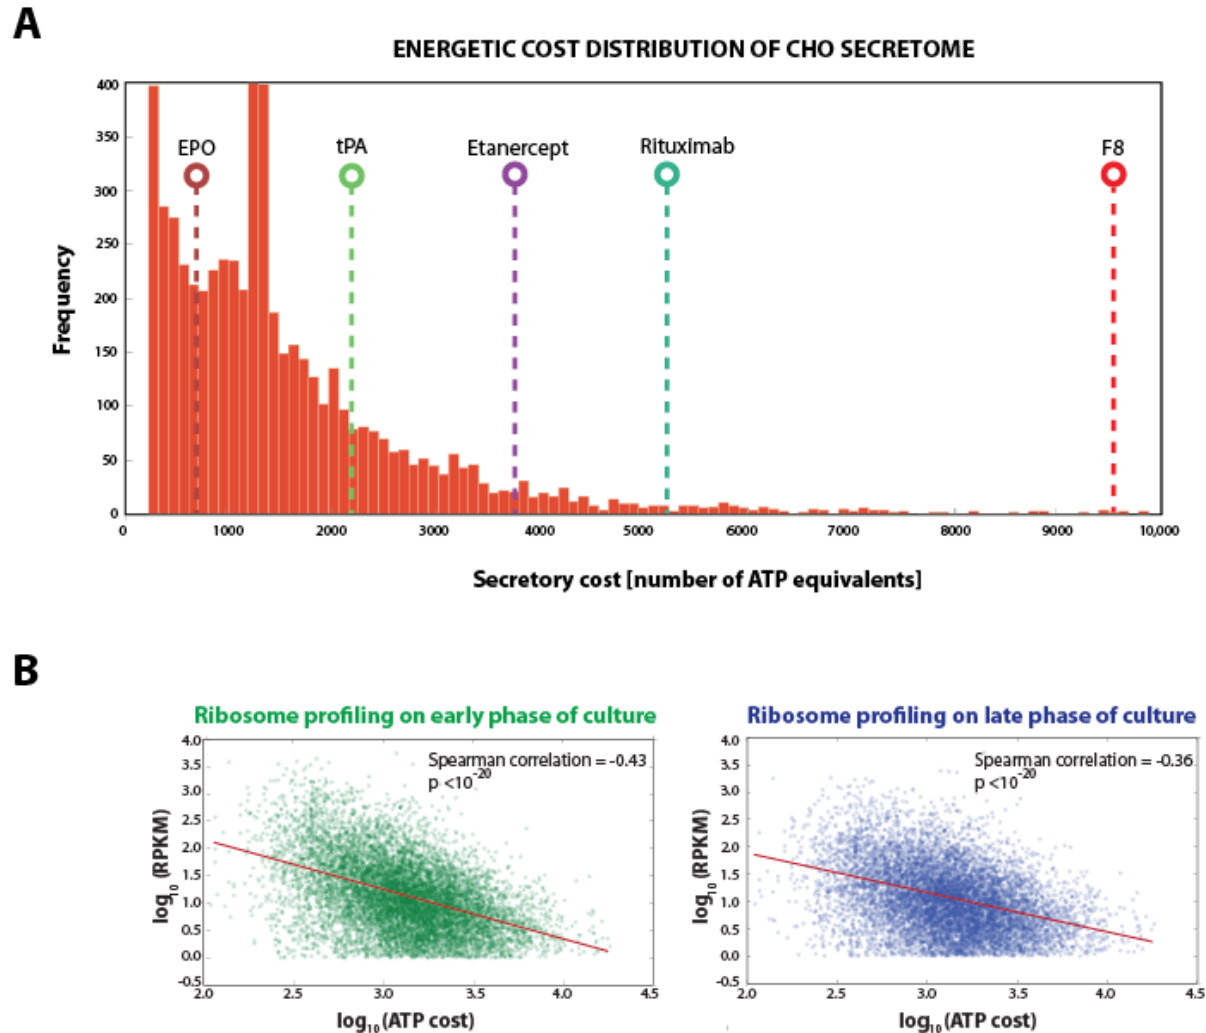 A
ENERGETIC COST DISTRIBUTION OF CHO SECRETOME
400
350
300
250
200
150
100
50
0
Frequency
EPO
tPA
Etanercept
Rituximab
F8
0 1000 2000 3000 4000 5000 6000 7000 8000 9000 10,000
Secretory cost [number of ATP equivalents]
B
Ribosome profiling on early phase of culture
4.0
3.5
3.0
2.5
2.0
1.5
1.0
0.5
0.0
-0.5
log10 (RPKM)
Spearman correlation = -0.43
p <10-20
2.0 2.5 3.0 3.5 4.0 4.5
log10 (ATP cost)
Ribosome profiling on late phase of culture
4.0
3.5
3.0
2.5
2.0
1.5
1.0
0.5
0.0
-0.5
log10 (RPKM)
Spearman correlation = -0.36
p <10-20
2.0 2.5 3.0 3.5 4.0 4.5
log10 (ATP cost)